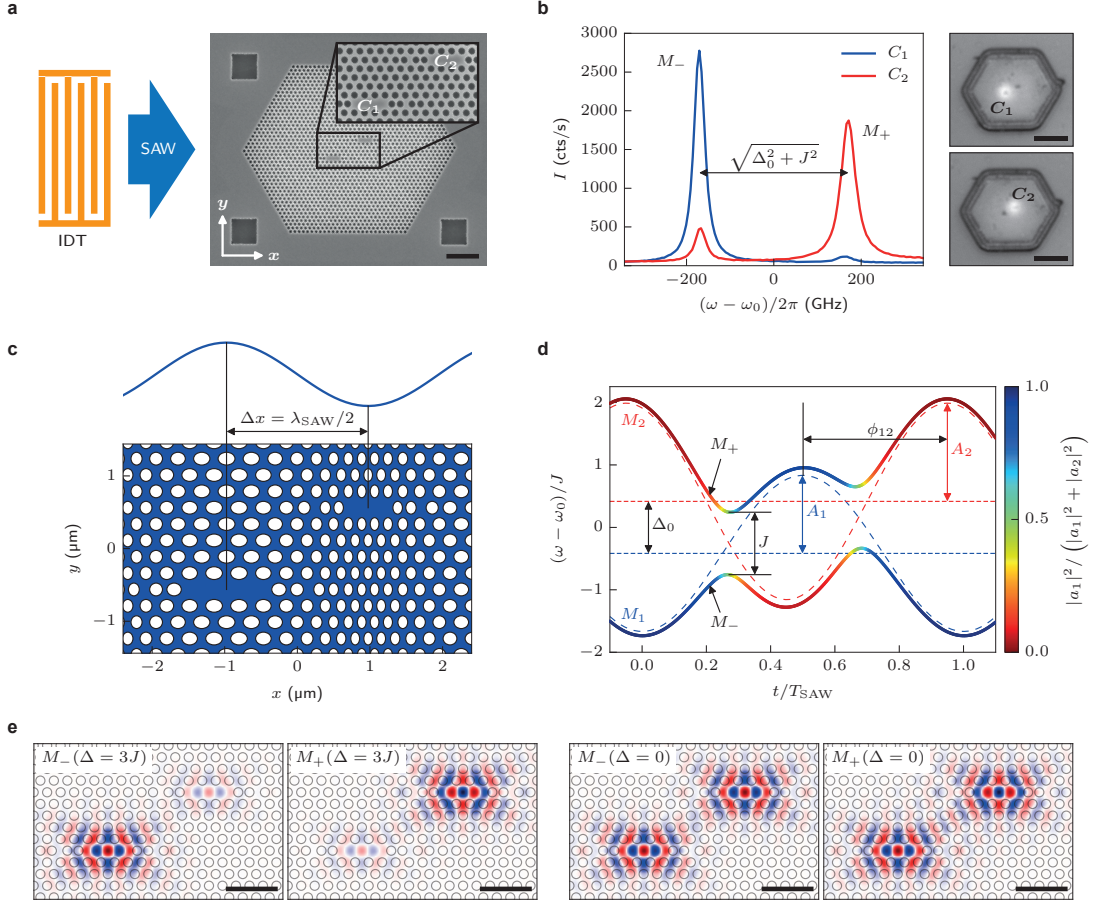 a
IDT
SAW
C₁
C₂
y
x
b
3000
2500
2000
1500
1000
500
0
I (cts/s)
M₋
M₊
C₁
C₂
√Δ₀² + J²
−200
0
200
(ω − ω₀)/2π (GHz)
C₁
C₂
c
Δx = λSAW/2
1
0
−1
y (μm)
−2
−1
0
1
2
x (μm)
d
2
1
0
−1
−2
(ω − ω₀)/J
M₂
M₊
ϕ₁₂
A₂
Δ₀
J
A₁
M₁
M₋
0.0
0.2
0.4
0.6
0.8
1.0
t/TSAW
1.0
0.5
0.0
|a₁|² / (|a₁|² + |a₂|²)
e
M₋(Δ = 3J)
M₊(Δ = 3J)
M₋(Δ = 0)
M₊(Δ = 0)